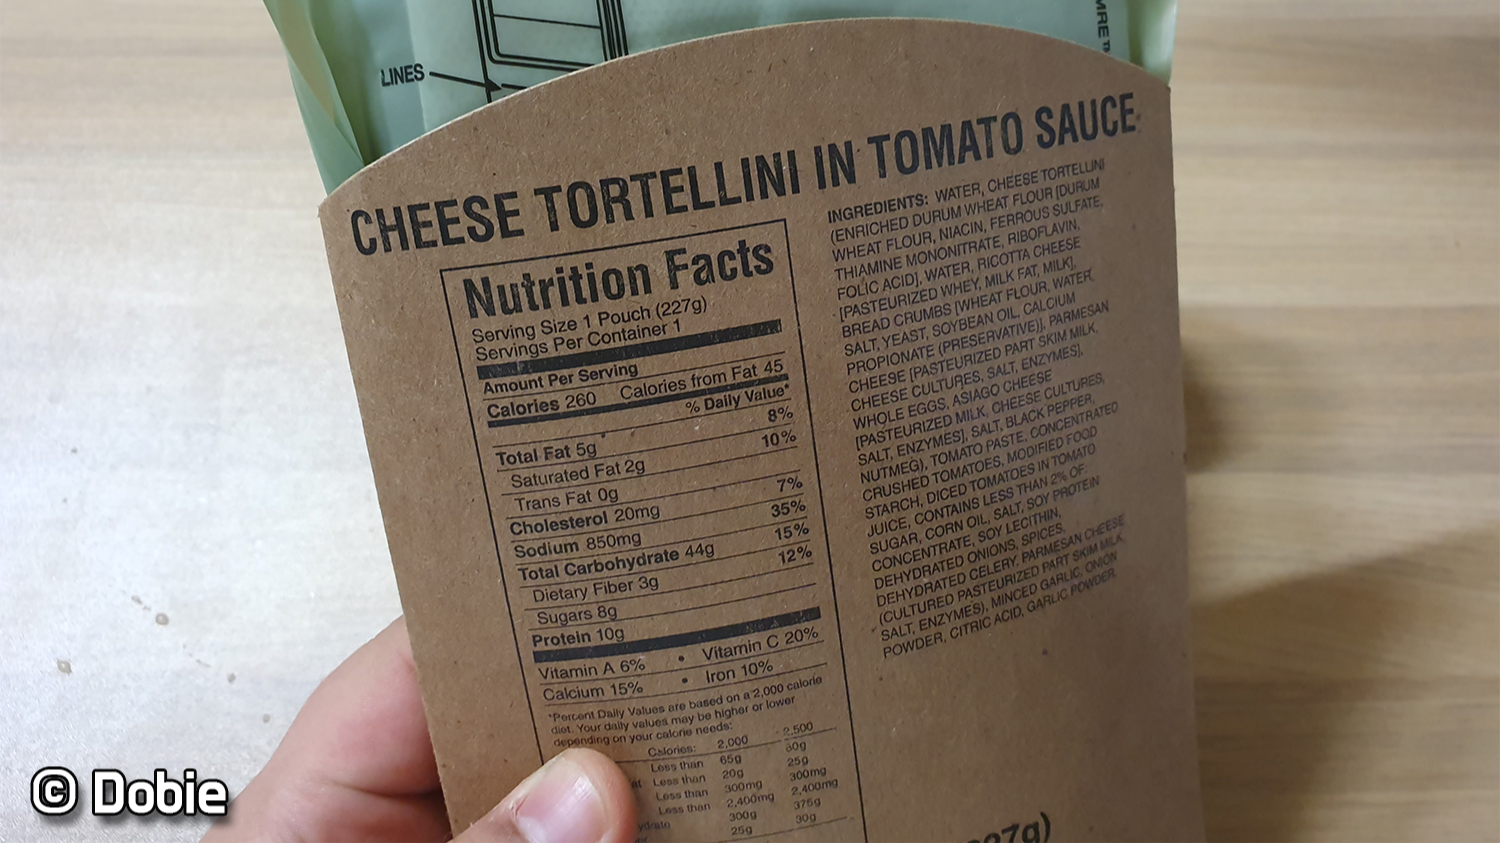 LINES
MRE
CHEESE TORTELLINI IN TOMATO SAUCE
Nutrition Facts
Serving Size 1 Pouch (227g)
Servings Per Container 1
Amount Per Serving
Calories 260 Calories from Fat 45
% Daily Value*
Total Fat 5g 8%
Saturated Fat 2g 10%
Trans Fat 0g
Cholesterol 20mg 7%
Sodium 850mg 35%
Total Carbohydrate 44g 15%
Dietary Fiber 3g 12%
Sugars 8g
Protein 10g
Vitamin A 6% • Vitamin C 20%
Calcium 15% • Iron 10%
*Percent Daily Values are based on a 2,000 calorie
diet. Your daily values may be higher or lower
depending on your calorie needs:
Calories: 2,000 2,500
Less than 65g 80g
Less than 20g 25g
Less than 300mg 300mg
Less than 2,400mg 2,400mg
300g 375g
25g 30g
INGREDIENTS: WATER, CHEESE TORTELLINI
(ENRICHED DURUM WHEAT FLOUR [DURUM
WHEAT FLOUR, NIACIN, FERROUS SULFATE,
THIAMINE MONONITRATE, RIBOFLAVIN,
FOLIC ACID], WATER, RICOTTA CHEESE
[PASTEURIZED WHEY, MILK FAT, MILK],
BREAD CRUMBS [WHEAT FLOUR, WATER,
SALT, YEAST, SOYBEAN OIL, CALCIUM
PROPIONATE (PRESERVATIVE)], PARMESAN
CHEESE [PASTEURIZED PART SKIM MILK,
CHEESE CULTURES, SALT, ENZYMES],
WHOLE EGGS, ASIAGO CHEESE
[PASTEURIZED MILK, CHEESE CULTURES,
SALT, ENZYMES], SALT, BLACK PEPPER,
NUTMEG), TOMATO PASTE, CONCENTRATED
CRUSHED TOMATOES, MODIFIED FOOD
STARCH, DICED TOMATOES IN TOMATO
JUICE, CONTAINS LESS THAN 2% OF:
SUGAR, CORN OIL, SALT, SOY PROTEIN
CONCENTRATE, SOY LECITHIN,
DEHYDRATED ONIONS, SPICES,
DEHYDRATED CELERY, PARMESAN CHEESE
(CULTURED PASTEURIZED PART SKIM MILK,
SALT, ENZYMES), MINCED GARLIC, ONION
POWDER, CITRIC ACID, GARLIC POWDER.
© Dobie